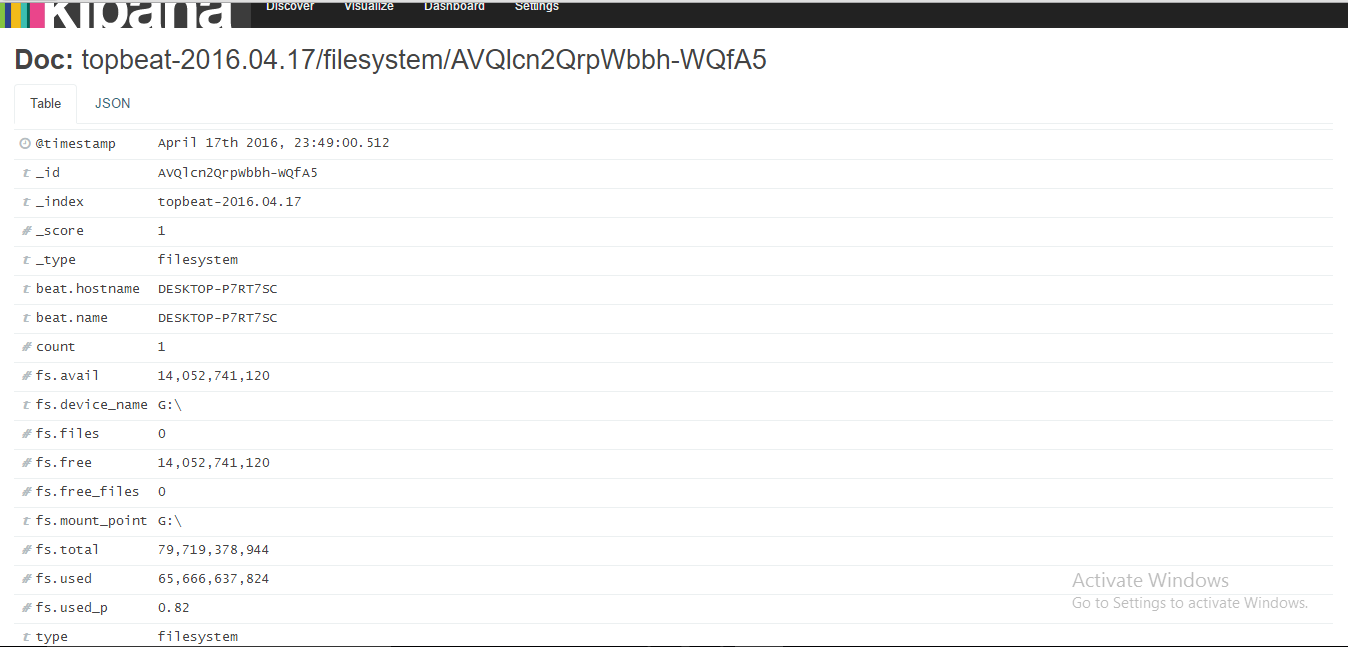 kibana Discover Visualize Dashboard Settings
Doc: topbeat-2016.04.17/filesystem/AVQlcn2QrpWbbh-WQfA5
Table JSON
@timestamp April 17th 2016, 23:49:00.512
t _id AVQlcn2QrpWbbh-WQfA5
t _index topbeat-2016.04.17
# _score 1
t _type filesystem
t beat.hostname DESKTOP-P7RT7SC
t beat.name DESKTOP-P7RT7SC
# count 1
# fs.avail 14,052,741,120
t fs.device_name G:\
# fs.files 0
# fs.free 14,052,741,120
# fs.free_files 0
t fs.mount_point G:\
# fs.total 79,719,378,944
# fs.used 65,666,637,824
# fs.used_p 0.82
t type filesystem
Activate Windows
Go to Settings to activate Windows.